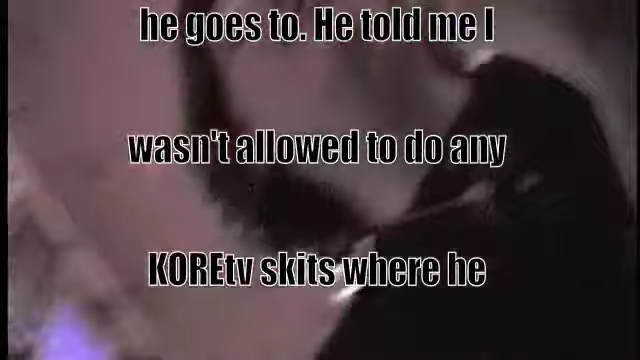 he goes to. He told me I
wasn't allowed to do any
KOREtv skits where he